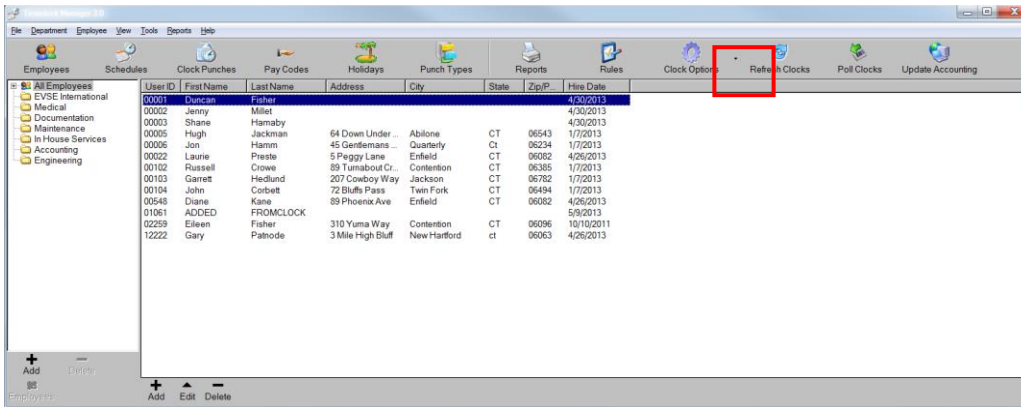 File Department Employee View Tools Reports Help
Employees Schedules Clock Punches Pay Codes Holidays Punch Types Reports Rules Clock Options Refresh Clocks Poll Clocks Update Accounting
All Employees
EVSE International
Medical
Documentation
Maintenance
In House Services
Accounting
Engineering
User ID First Name Last Name Address City State Zip/P... Hire Date
00001 Duncan Fisher 4/30/2013
00002 Jenny Millet 4/30/2013
00003 Shane Hamaby 4/30/2013
00005 Hugh Jackman 64 Down Under ... Abilone CT 06543 1/7/2013
00006 Jon Hamm 45 Gentlemans ... Quarterly Ct 06234 1/7/2013
00022 Laurie Preste 5 Peggy Lane Enfield CT 06082 4/26/2013
00102 Russell Crowe 89 Turnabout Cr... Contention CT 06385 1/7/2013
00103 Garrett Hedlund 207 Cowboy Way Jackson CT 06782 1/7/2013
00104 John Corbett 72 Bluffs Pass Twin Fork CT 06494 1/7/2013
00548 Diane Kane 89 Phoenix Ave Enfield CT 06082 4/26/2013
01061 ADDED FROMCLOCK 5/9/2013
02259 Eileen Fisher 310 Yuma Way Contention CT 06096 10/10/2011
12222 Gary Patnode 3 Mile High Bluff New Hartford ct 06063 4/26/2013
Add Delete
Employees
Add Edit Delete